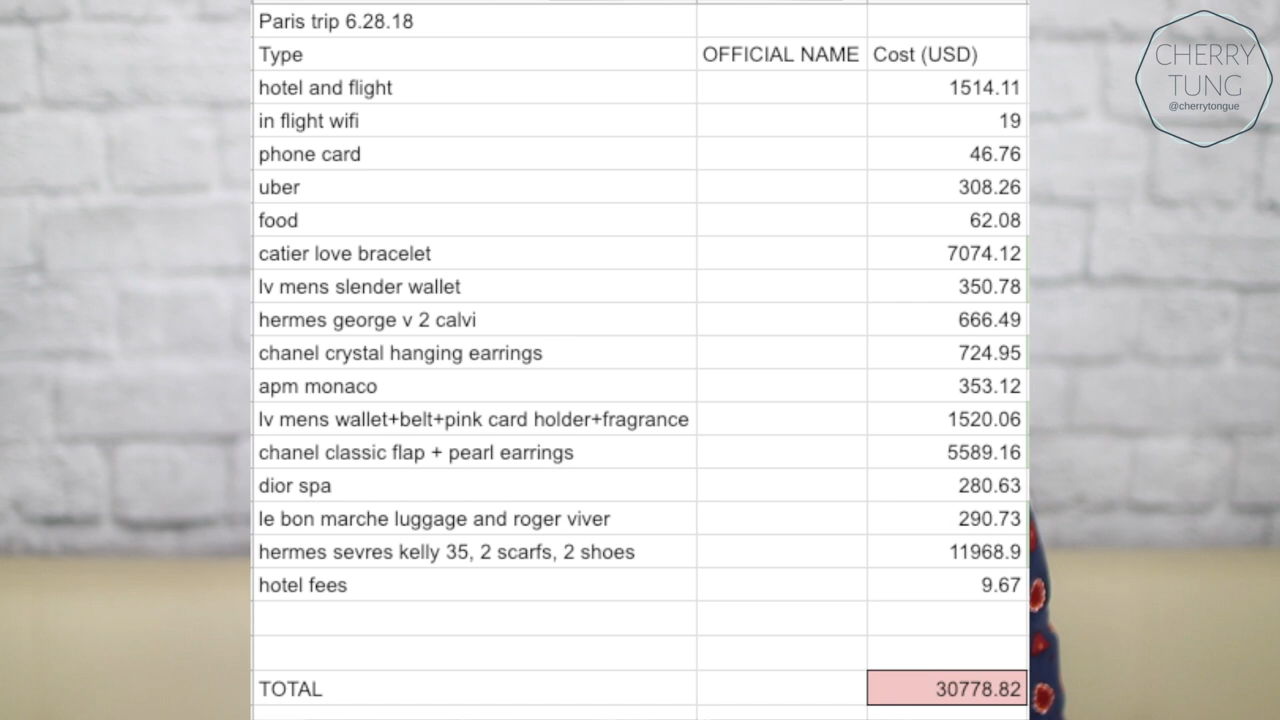 Paris trip 6.28.18
Type OFFICIAL NAME Cost (USD)
hotel and flight 1514.11
in flight wifi 19
phone card 46.76
uber 308.26
food 62.08
catier love bracelet 7074.12
lv mens slender wallet 350.78
hermes george v 2 calvi 666.49
chanel crystal hanging earrings 724.95
apm monaco 353.12
lv mens wallet+belt+pink card holder+fragrance 1520.06
chanel classic flap + pearl earrings 5589.16
dior spa 280.63
le bon marche luggage and roger viver 290.73
hermes sevres kelly 35, 2 scarfs, 2 shoes 11968.9
hotel fees 9.67
TOTAL 30778.82
CHERRY
TUNG
@cherrytongue